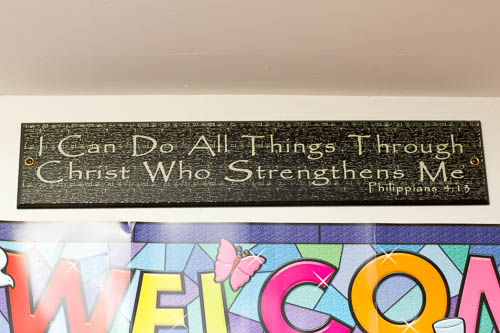 I Can Do All Things Through
Christ Who Strengthens Me
Philippians 4:13
WELCOM